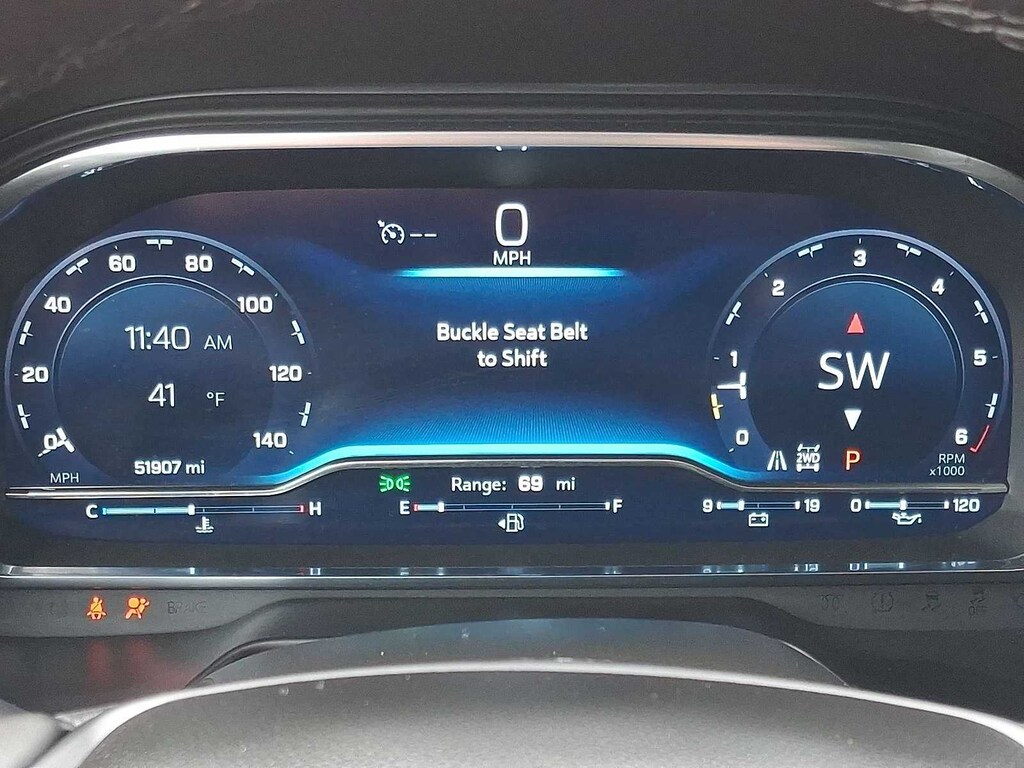 0
MPH
60 80
40 100
20 120
0 140
11:40 AM
41 °F
51907 mi
MPH
Buckle Seat Belt
to Shift
3
2 4
1 5
0 6
SW
2WD
P
RPM
x1000
Range: 69 mi
C H
E F
9 19
0 120
BRAKE